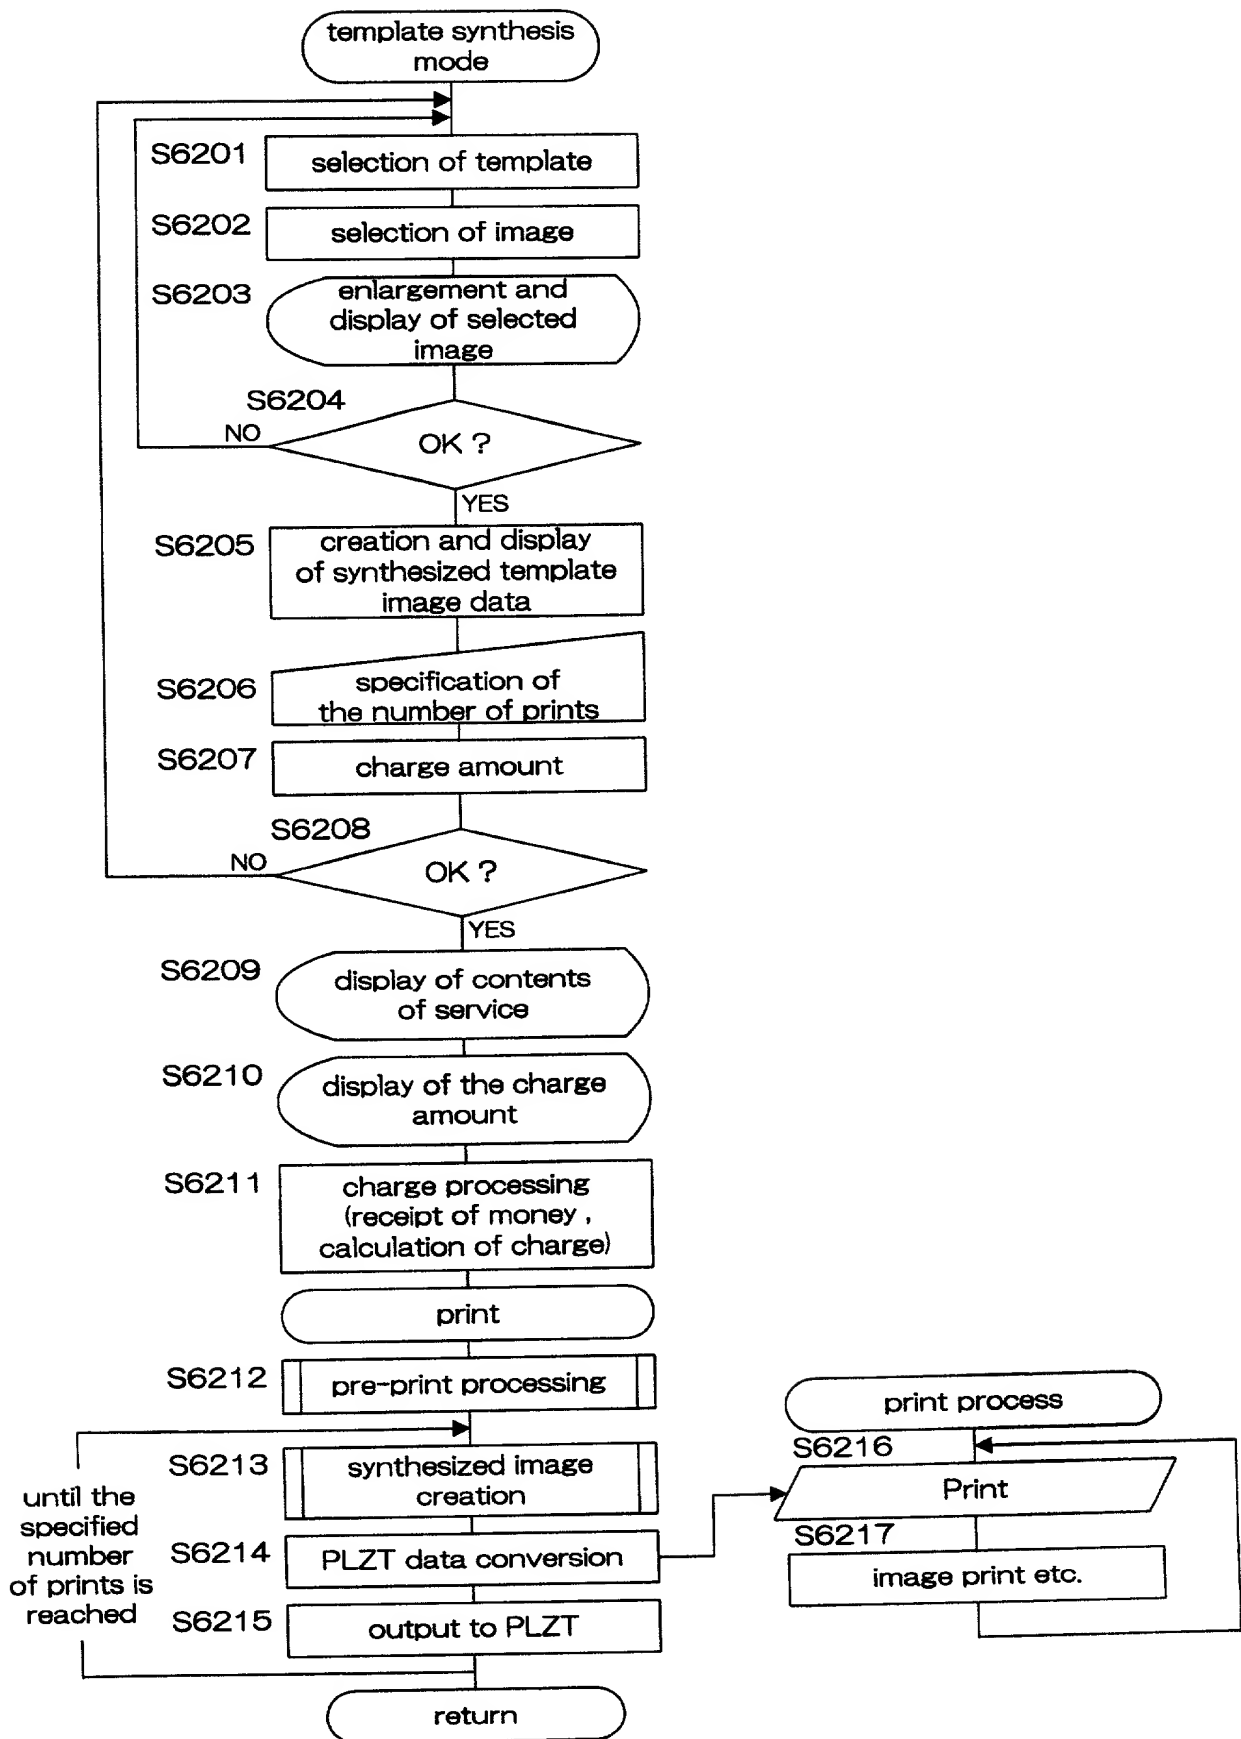 template synthesis
mode
S6201
selection of template
S6202
selection of image
S6203
enlargement and
display of selected
image
S6204
NO
OK ?
YES
S6205
creation and display
of synthesized template
image data
S6206
specification of
the number of prints
S6207
charge amount
S6208
NO
OK ?
YES
S6209
display of contents
of service
S6210
display of the charge
amount
S6211
charge processing
(receipt of money ,
calculation of charge)
print
S6212
pre-print processing
S6213
synthesized image
creation
until the
specified
number
of prints is
reached
S6214
PLZT data conversion
S6215
output to PLZT
return
print process
S6216
Print
S6217
image print etc.